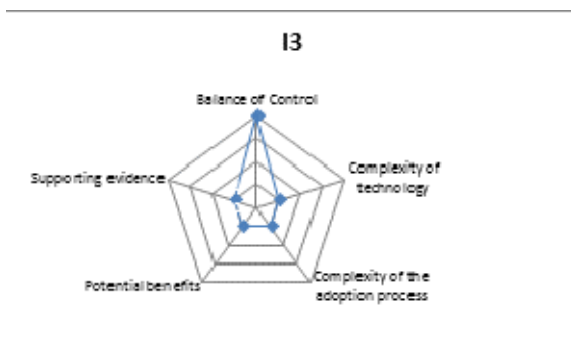 I3
Balance of Control
Supporting evidence
Complexity of
technology
Potential benefits
Complexity of the
adoption process